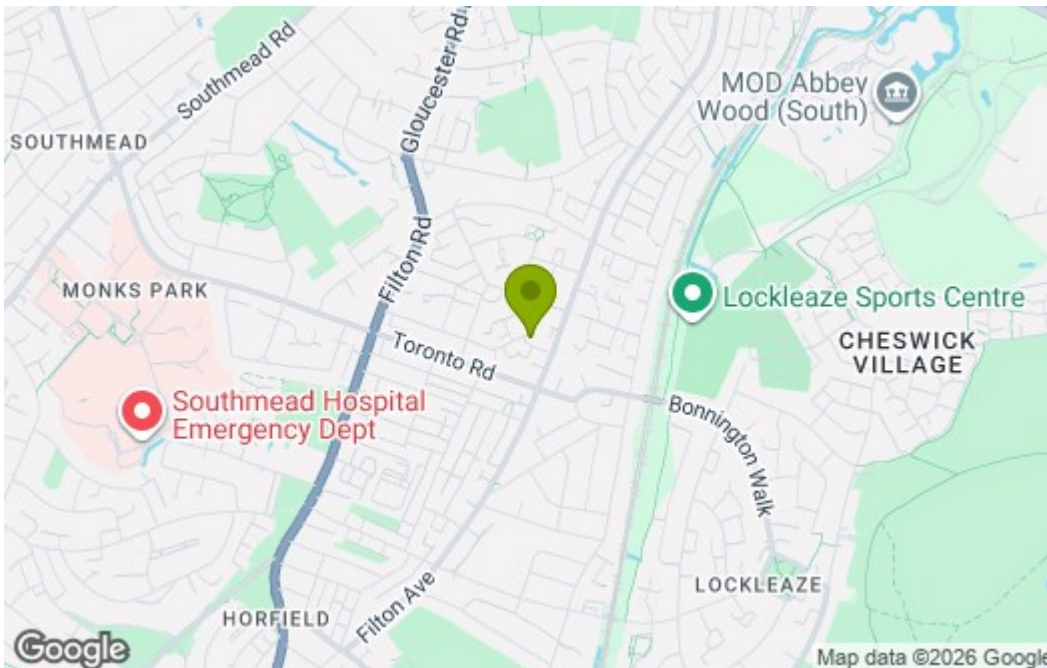 Southmead Rd
Gloucester Rd
MOD Abbey
Wood (South)
SOUTHMEAD
Filton Rd
MONKS PARK
Lockleaze Sports Centre
Toronto Rd
CHESWICK
VILLAGE
Southmead Hospital
Emergency Dept
Bonnington Walk
LOCKLEAZE
Filton Ave
HORFIELD
Google
Map data ©2026 Google